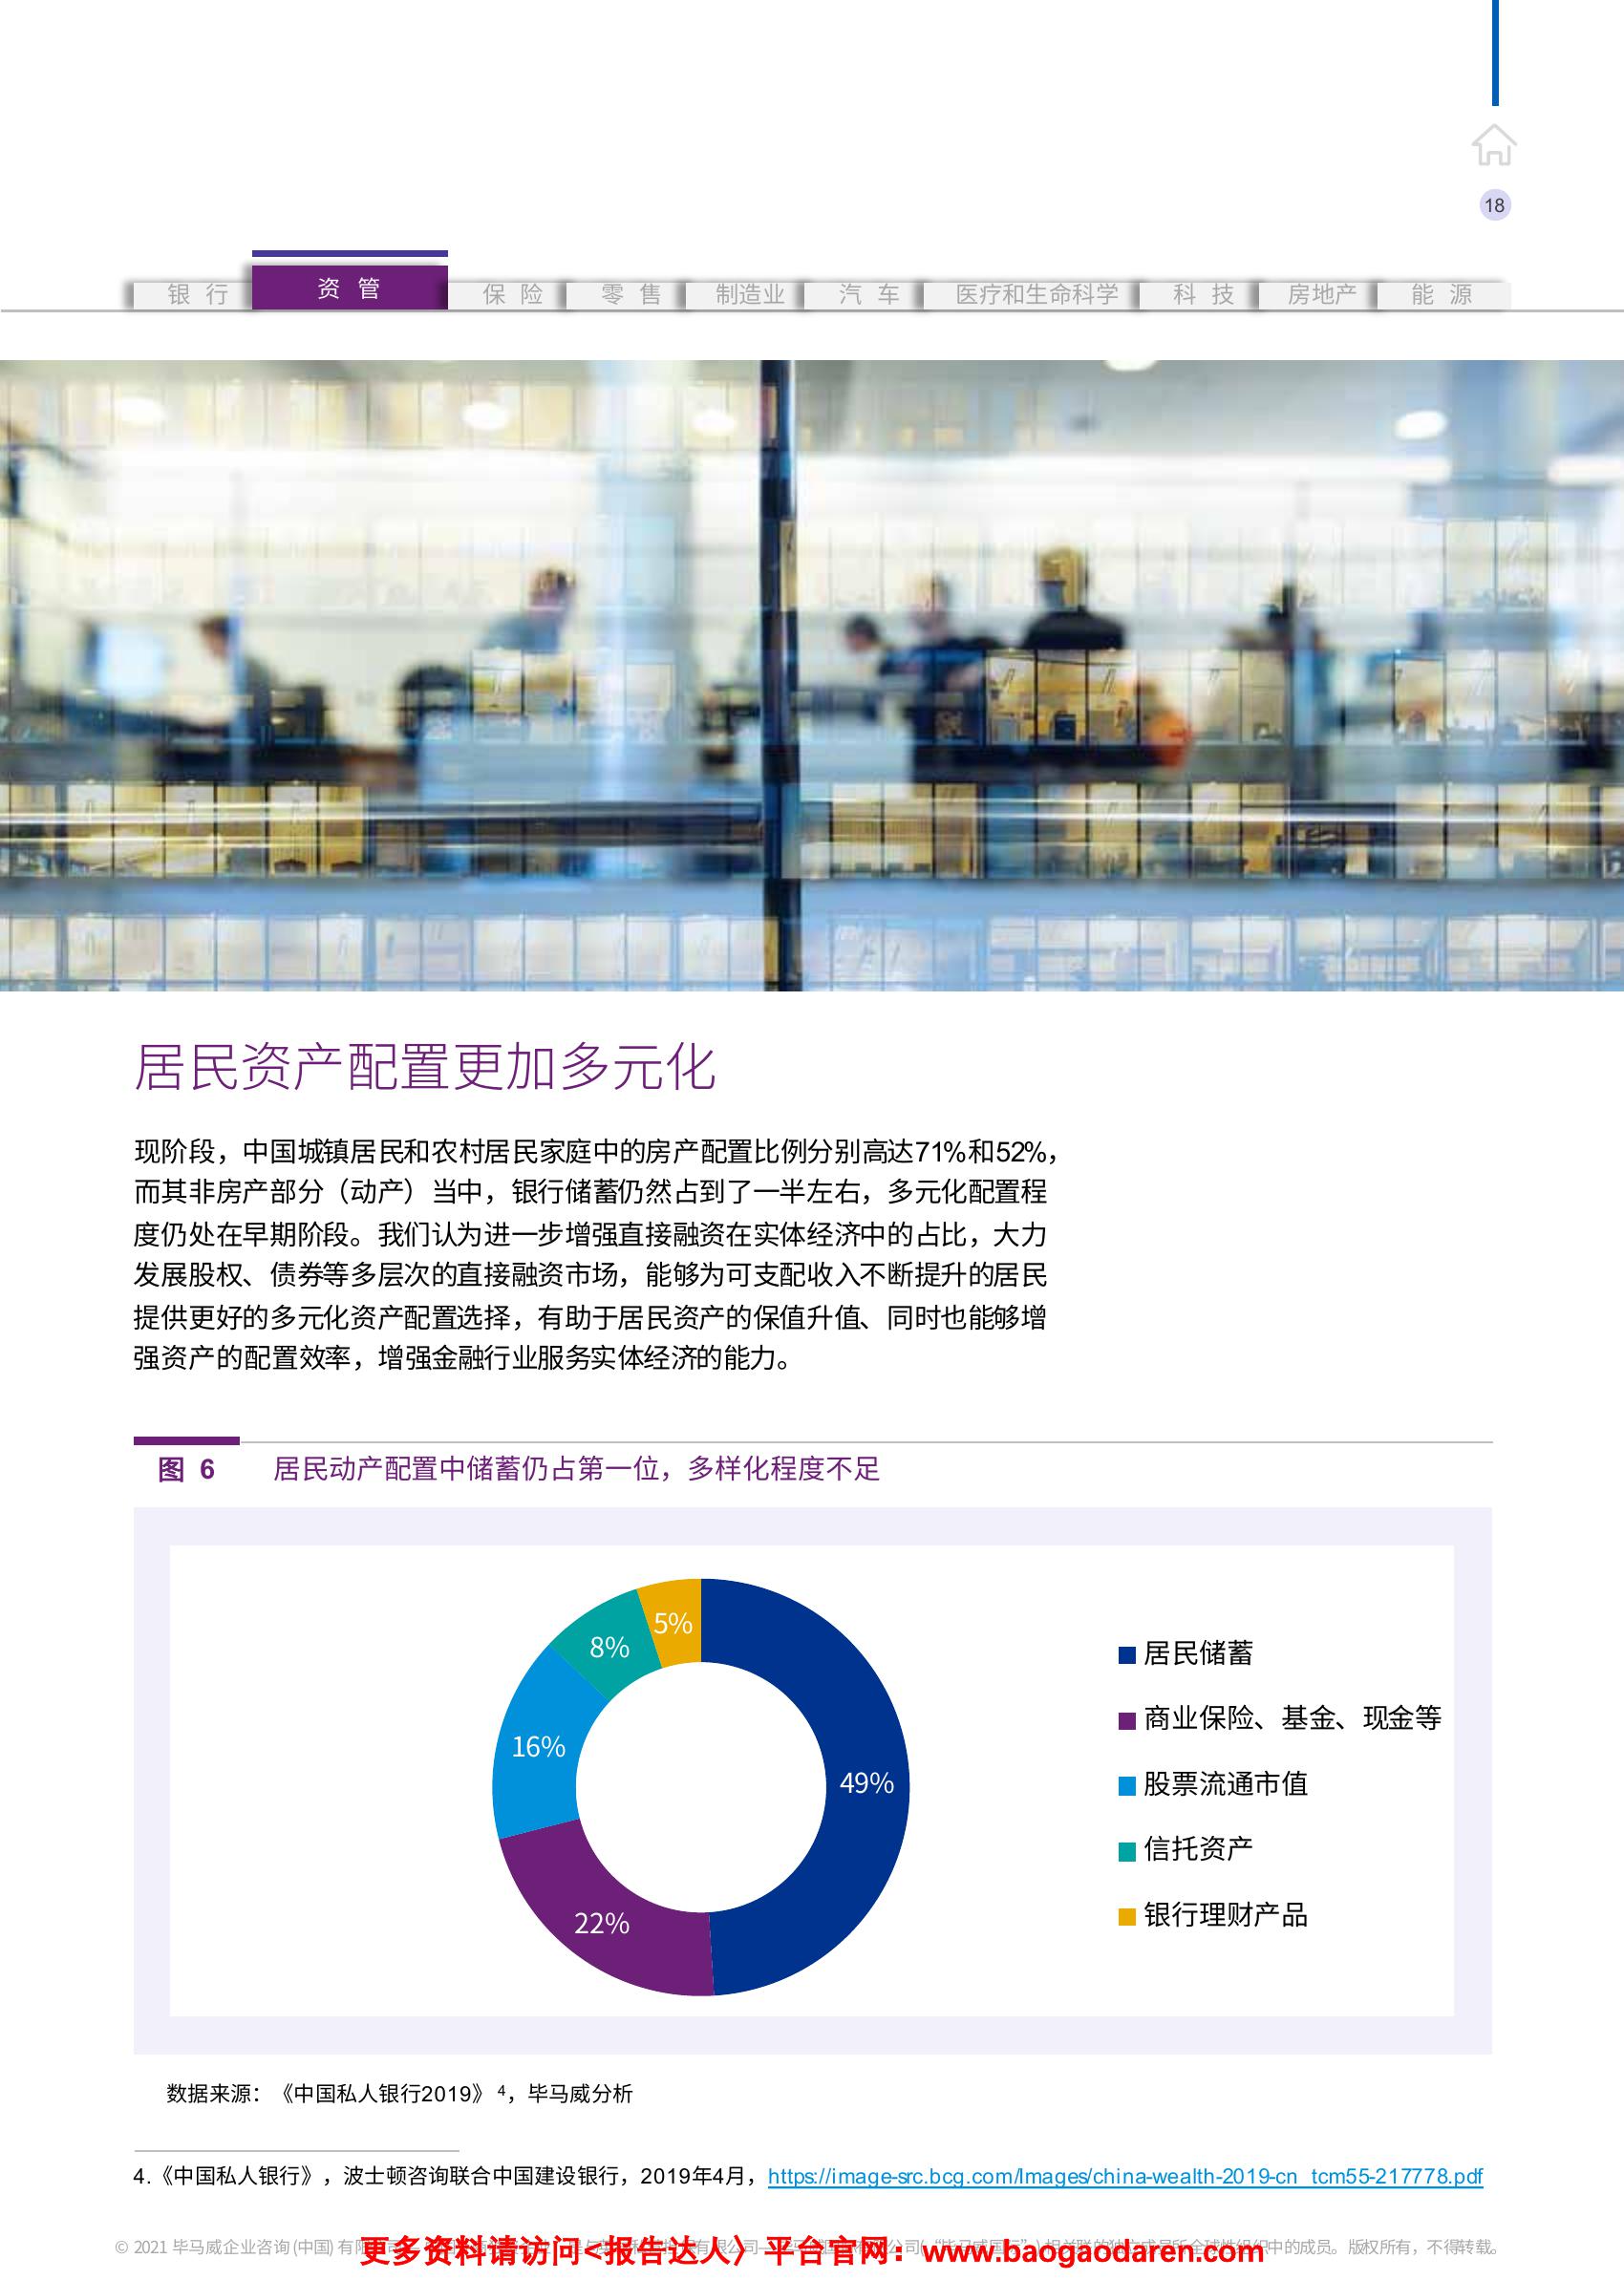 18
银 行
资 管
保 险
零 售
制造业
汽 车
医疗和生命科学
科 技
房地产
能 源
居民资产配置更加多元化
现阶段，中国城镇居民和农村居民家庭中的房产配置比例分别高达71%和52%，
而其非房产部分（动产）当中，银行储蓄仍然占到了一半左右，多元化配置程
度仍处在早期阶段。我们认为进一步增强直接融资在实体经济中的占比，大力
发展股权、债券等多层次的直接融资市场，能够为可支配收入不断提升的居民
提供更好的多元化资产配置选择，有助于居民资产的保值升值、同时也能够增
强资产的配置效率，增强金融行业服务实体经济的能力。
图 6 居民动产配置中储蓄仍占第一位，多样化程度不足
5%
8%
16%
49%
22%
居民储蓄
商业保险、基金、现金等
股票流通市值
信托资产
银行理财产品
数据来源：《中国私人银行2019》 4，毕马威分析
4.《中国私人银行》，波士顿咨询联合中国建设银行，2019年4月，https://image-src.bcg.com/Images/china-wealth-2019-cn_tcm55-217778.pdf
© 2021 毕马威企业咨询 (中国) 有限
中的成员。版权所有，不得转载。
更多资料请访问<报告达人〉平台官网：www.baogaodaren.com